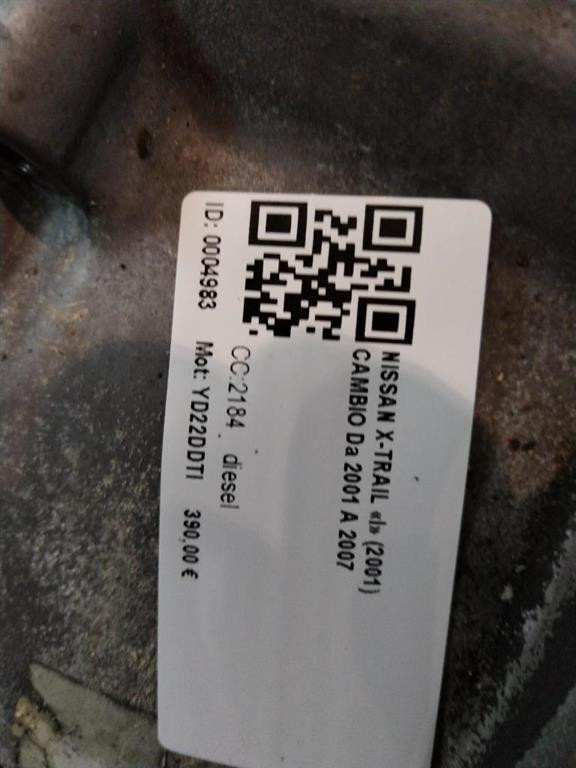 NISSAN X-TRAIL «I» (2001)
CAMBIO Da 2001 A 2007
CC:2184 diesel
ID: 0004983 Mot: YD22DDTI 390,00 €